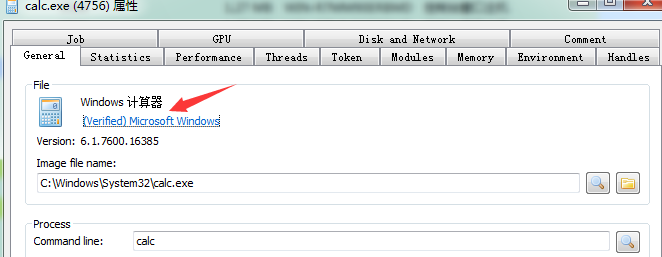 calc.exe (4756) 属性
Job GPU Disk and Network Comment
General Statistics Performance Threads Token Modules Memory Environment Handles
File
Windows 计算器
(Verified) Microsoft Windows
Version: 6.1.7600.16385
Image file name:
C:\Windows\System32\calc.exe
Process
Command line: calc